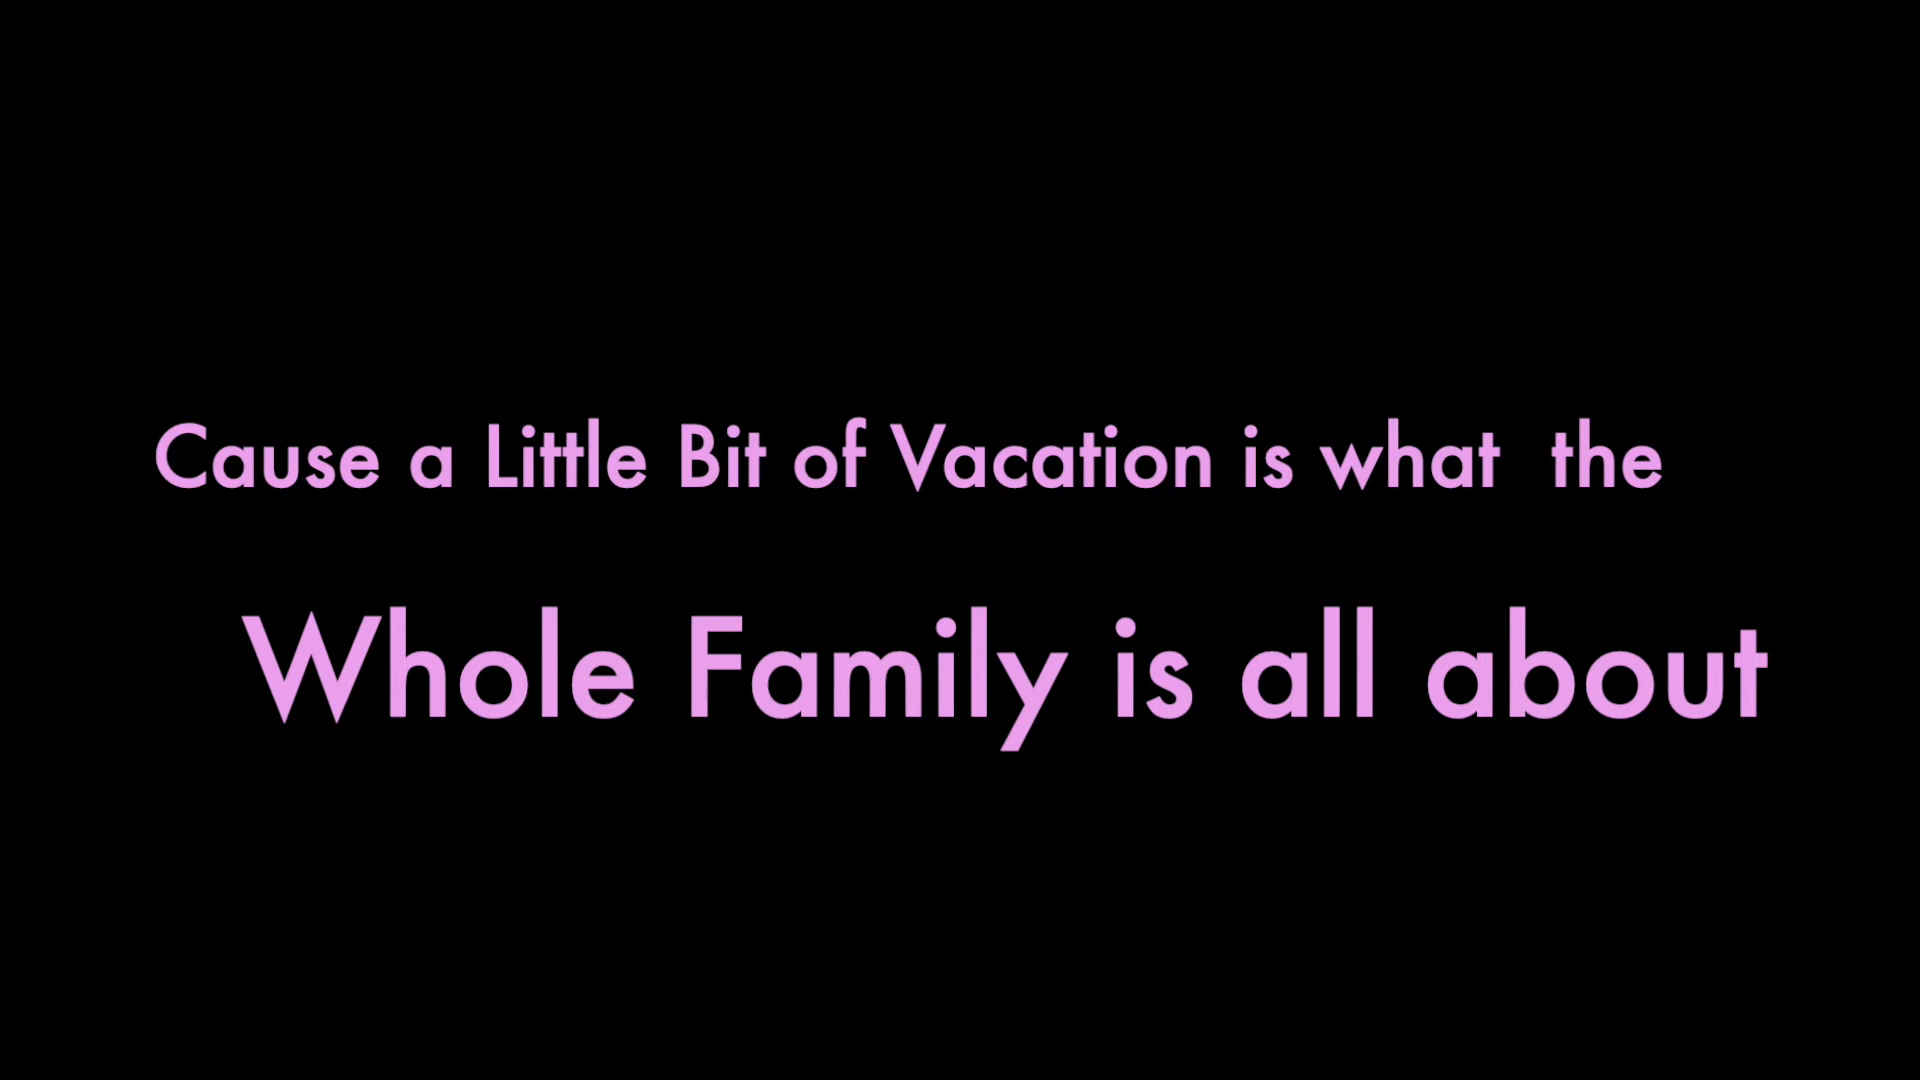 Cause a Little Bit of Vacation is what  the
Whole Family is all about